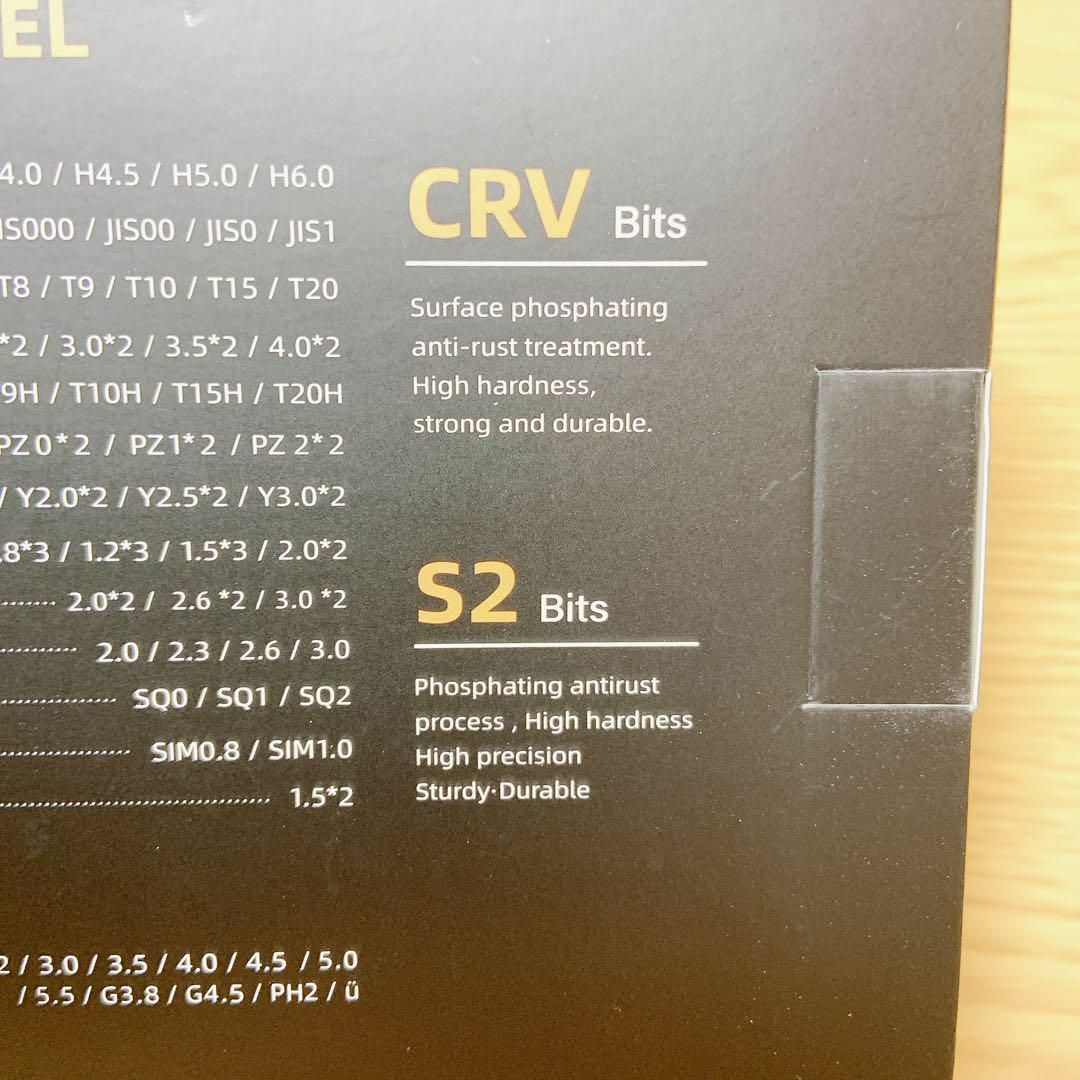 EL
4.0 / H4.5 / H5.0 / H6.0
IS000 / JIS00 / JIS0 / JIS1
T8 / T9 / T10 / T15 / T20
*2 / 3.0*2 / 3.5*2 / 4.0*2
9H / T10H / T15H / T20H
PZ 0*2 / PZ1*2 / PZ 2*2
/ Y2.0*2 / Y2.5*2 / Y3.0*2
.8*3 / 1.2*3 / 1.5*3 / 2.0*2
2.0*2 / 2.6 *2 / 3.0 *2
2.0 / 2.3 / 2.6 / 3.0
SQ0 / SQ1 / SQ2
SIM0.8 / SIM1.0
1.5*2
2 / 3.0 / 3.5 / 4.0 / 4.5 / 5.0
/ 5.5 / G3.8 / G4.5 / PH2 / ű
CRV Bits
Surface phosphating
anti-rust treatment.
High hardness,
strong and durable.
S2 Bits
Phosphating antirust
process , High hardness
High precision
Sturdy·Durable